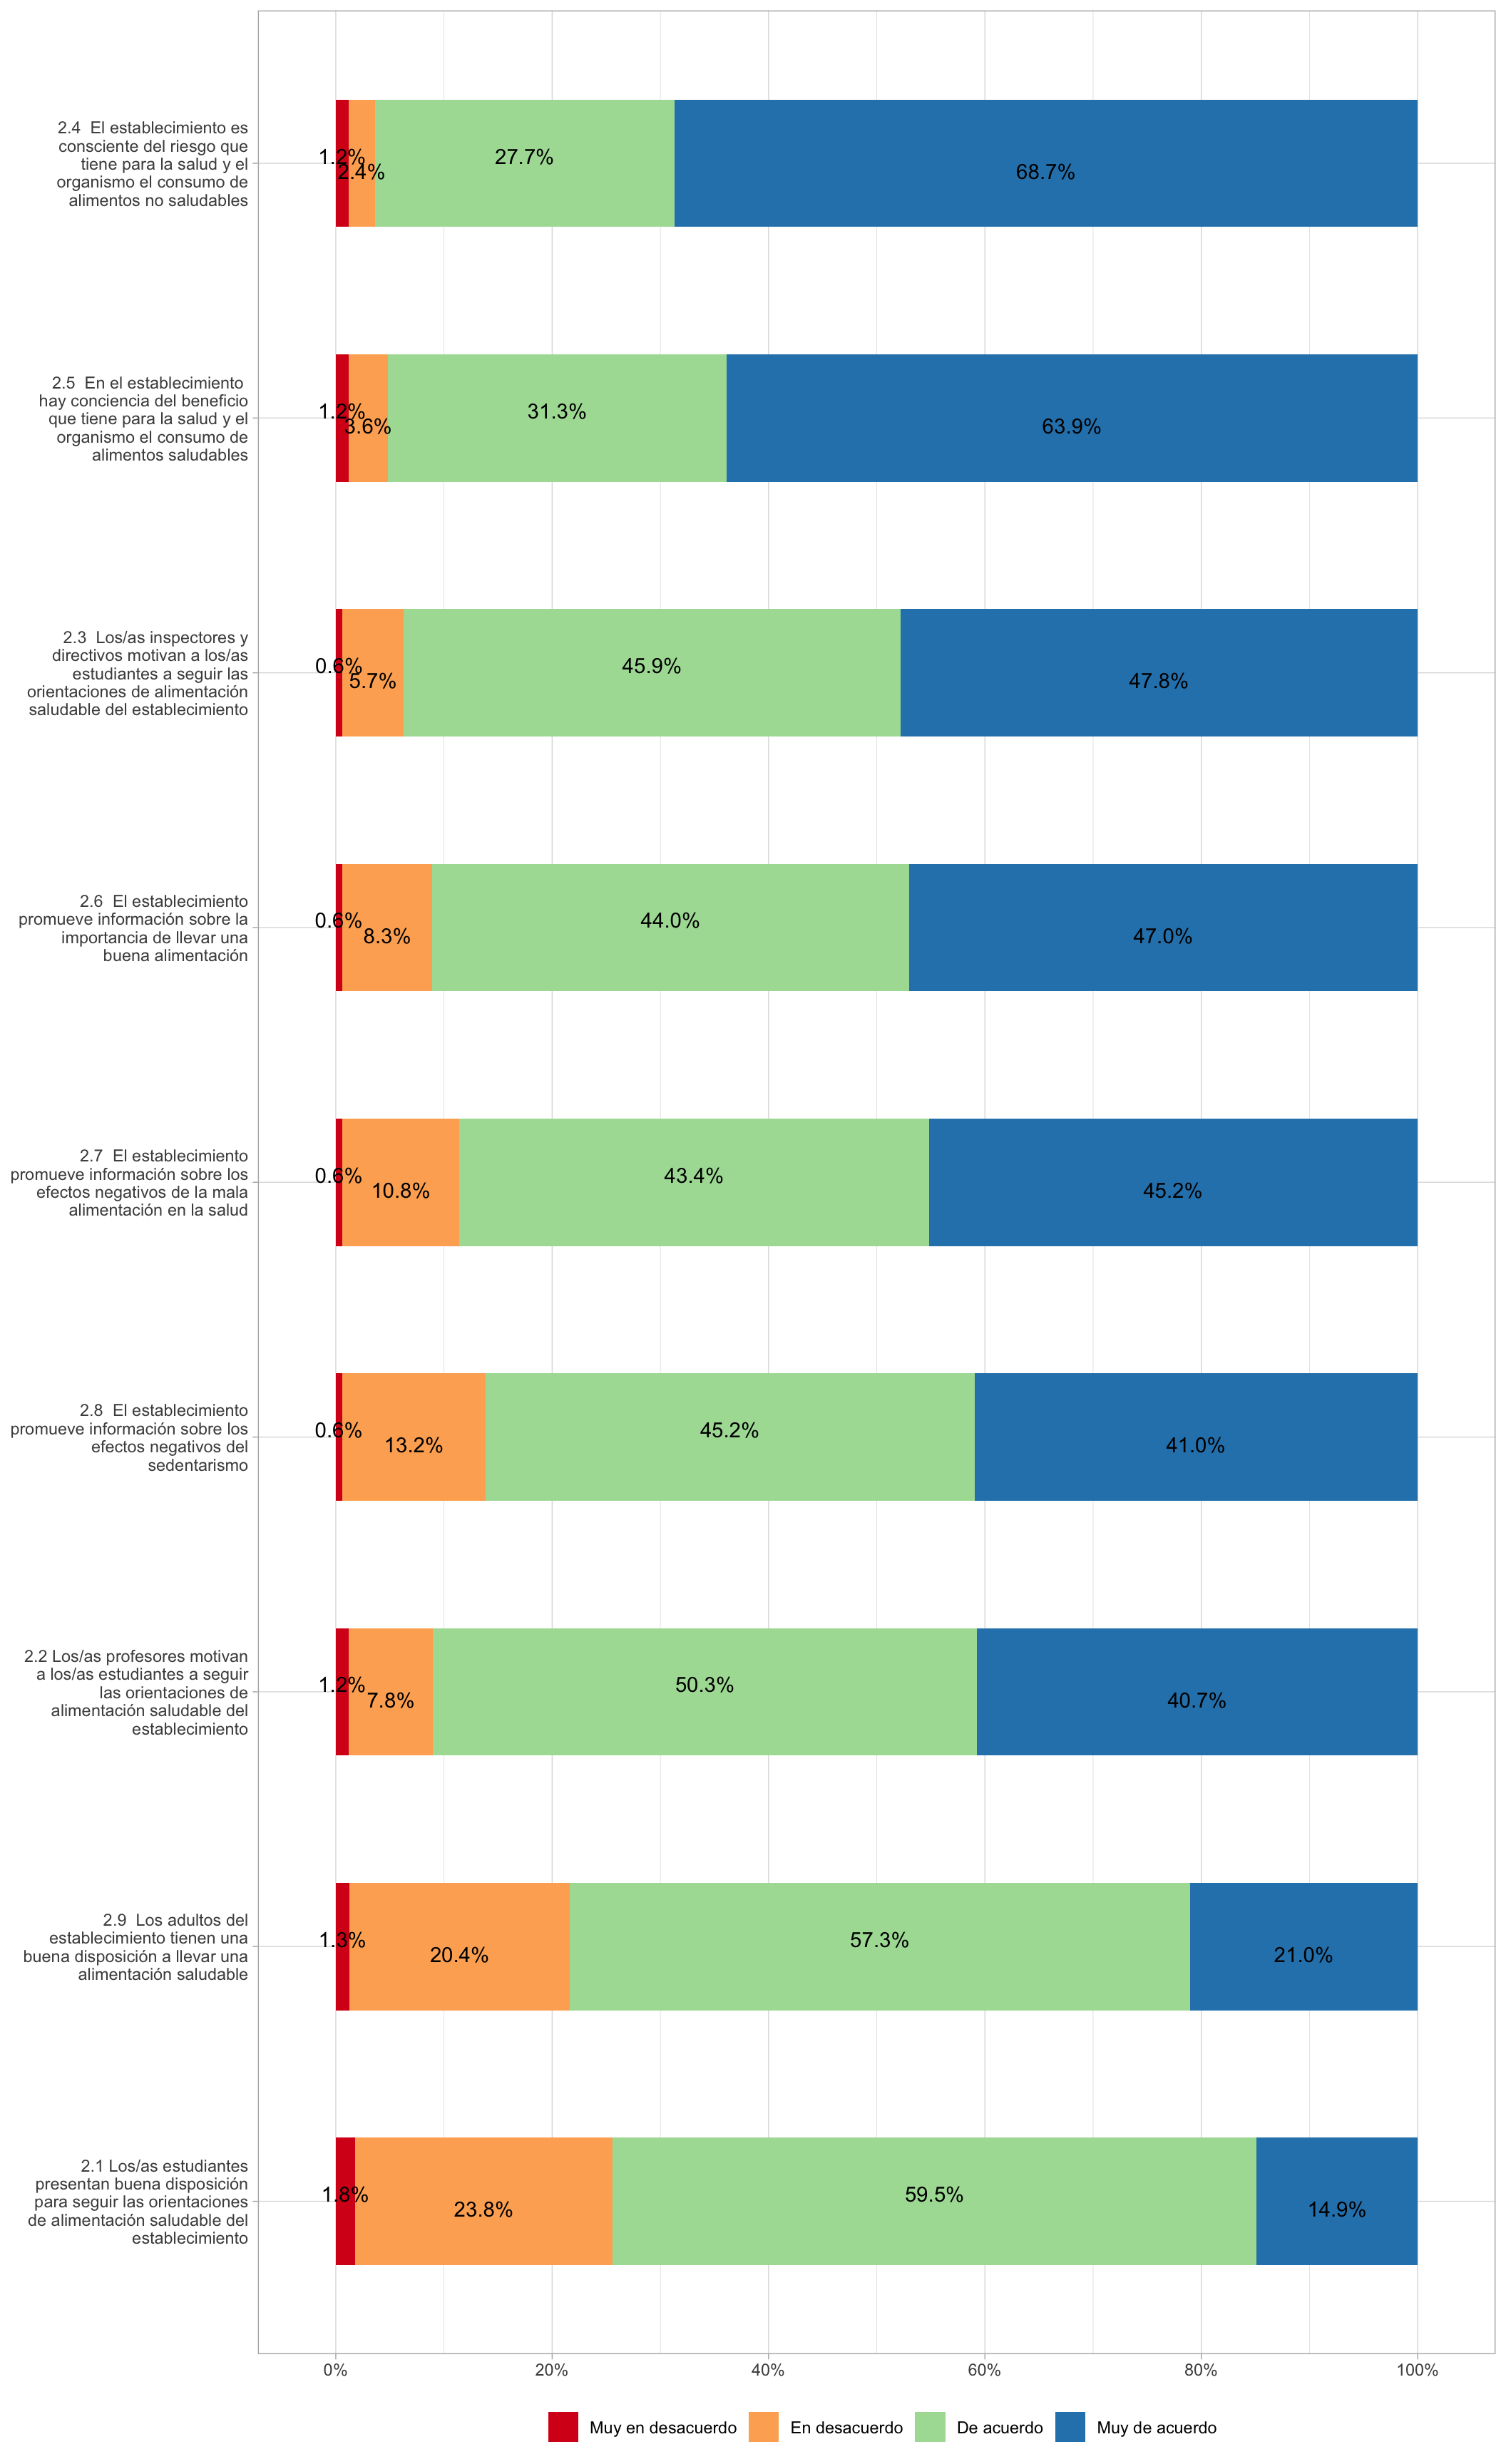 2.4  El establecimiento es
consciente del riesgo que
tiene para la salud y el
organismo el consumo de
alimentos no saludables
1.2%
2.4%
27.7%
68.7%
2.5  En el establecimiento
hay conciencia del beneficio
que tiene para la salud y el
organismo el consumo de
alimentos saludables
1.2%
3.6%
31.3%
63.9%
2.3  Los/as inspectores y
directivos motivan a los/as
estudiantes a seguir las
orientaciones de alimentación
saludable del establecimiento
0.6%
5.7%
45.9%
47.8%
2.6  El establecimiento
promueve información sobre la
importancia de llevar una
buena alimentación
0.6%
8.3%
44.0%
47.0%
2.7  El establecimiento
promueve información sobre los
efectos negativos de la mala
alimentación en la salud
0.6%
10.8%
43.4%
45.2%
2.8  El establecimiento
promueve información sobre los
efectos negativos del
sedentarismo
0.6%
13.2%
45.2%
41.0%
2.2 Los/as profesores motivan
a los/as estudiantes a seguir
las orientaciones de
alimentación saludable del
establecimiento
1.2%
7.8%
50.3%
40.7%
2.9  Los adultos del
establecimiento tienen una
buena disposición a llevar una
alimentación saludable
1.3%
20.4%
57.3%
21.0%
2.1 Los/as estudiantes
presentan buena disposición
para seguir las orientaciones
de alimentación saludable del
establecimiento
1.8%
23.8%
59.5%
14.9%
0% 20% 40% 60% 80% 100%
Muy en desacuerdo En desacuerdo De acuerdo Muy de acuerdo